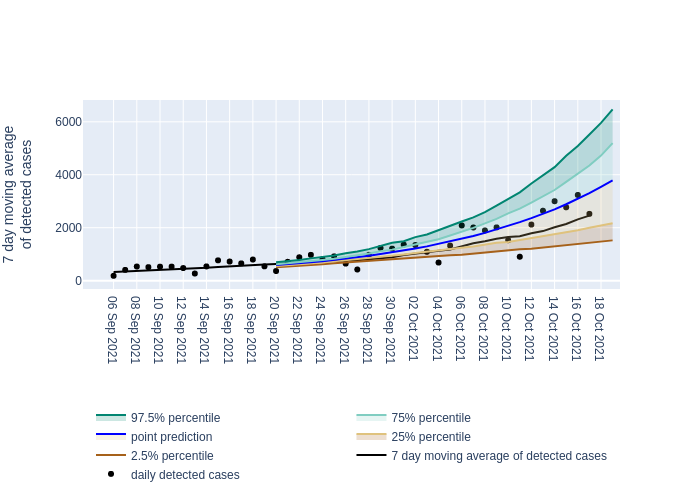 7 day moving average
of detected cases
6000
4000
2000
0
06 Sep 2021
08 Sep 2021
10 Sep 2021
12 Sep 2021
14 Sep 2021
16 Sep 2021
18 Sep 2021
20 Sep 2021
22 Sep 2021
24 Sep 2021
26 Sep 2021
28 Sep 2021
30 Sep 2021
02 Oct 2021
04 Oct 2021
06 Oct 2021
08 Oct 2021
10 Oct 2021
12 Oct 2021
14 Oct 2021
16 Oct 2021
18 Oct 2021
97.5% percentile
75% percentile
point prediction
25% percentile
2.5% percentile
7 day moving average of detected cases
daily detected cases